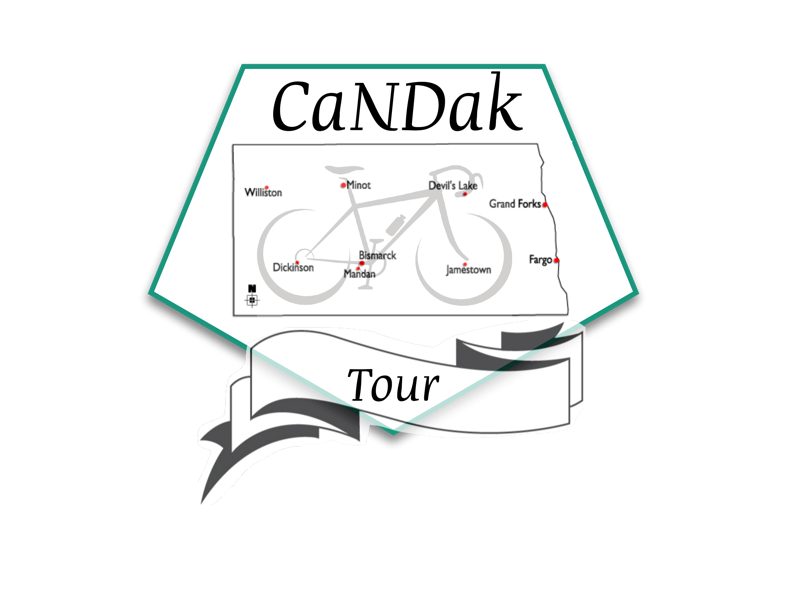 CaNDak
Williston
Minot
Devil's Lake
Grand Forks
Dickinson
Bismarck
Mandan
Jamestown
Fargo
N
Tour